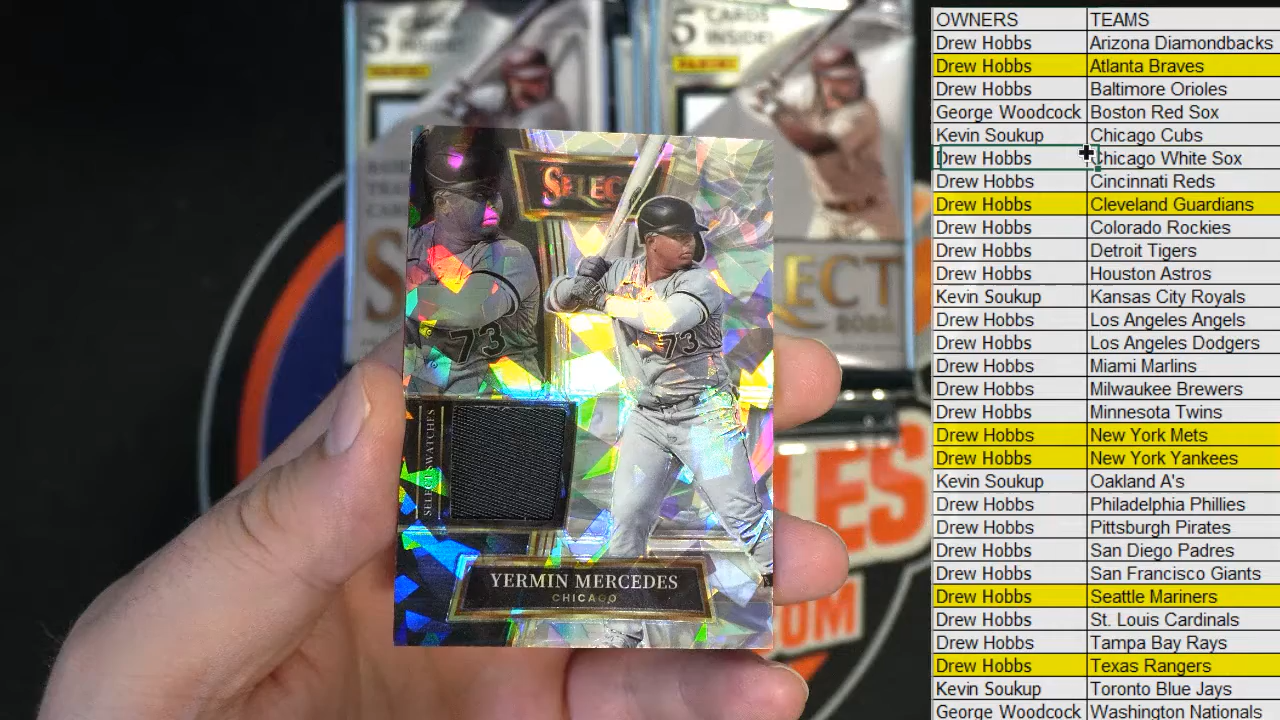 5 CARDS
INSIDE!
PANINI
5 CARDS
INSIDE!
PANINI
SELECT
73
73
SELECT SWATCHES
YERMIN MERCEDES
CHICAGO
OWNERS TEAMS
Drew Hobbs Arizona Diamondbacks
Drew Hobbs Atlanta Braves
Drew Hobbs Baltimore Orioles
George Woodcock Boston Red Sox
Kevin Soukup Chicago Cubs
Drew Hobbs Chicago White Sox
Drew Hobbs Cincinnati Reds
Drew Hobbs Cleveland Guardians
Drew Hobbs Colorado Rockies
Drew Hobbs Detroit Tigers
Drew Hobbs Houston Astros
Kevin Soukup Kansas City Royals
Drew Hobbs Los Angeles Angels
Drew Hobbs Los Angeles Dodgers
Drew Hobbs Miami Marlins
Drew Hobbs Milwaukee Brewers
Drew Hobbs Minnesota Twins
Drew Hobbs New York Mets
Drew Hobbs New York Yankees
Kevin Soukup Oakland A's
Drew Hobbs Philadelphia Phillies
Drew Hobbs Pittsburgh Pirates
Drew Hobbs San Diego Padres
Drew Hobbs San Francisco Giants
Drew Hobbs Seattle Mariners
Drew Hobbs St. Louis Cardinals
Drew Hobbs Tampa Bay Rays
Drew Hobbs Texas Rangers
Kevin Soukup Toronto Blue Jays
George Woodcock Washington Nationals